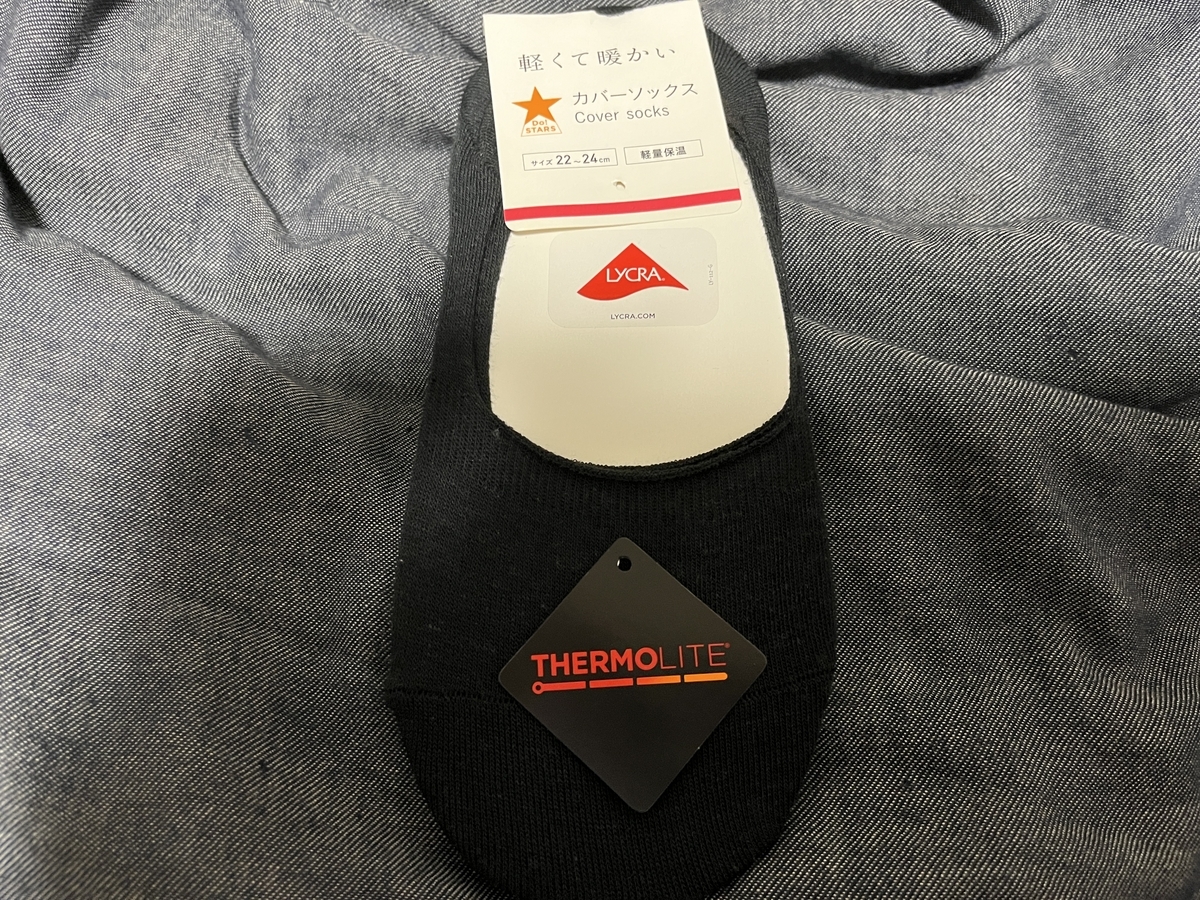 軽くて暖かい
カバーソックス
Cover socks
Do!
STARS
サイズ 22~24cm
軽量保温
LYCRA®
LYCRA.COM
THERMOLITE®